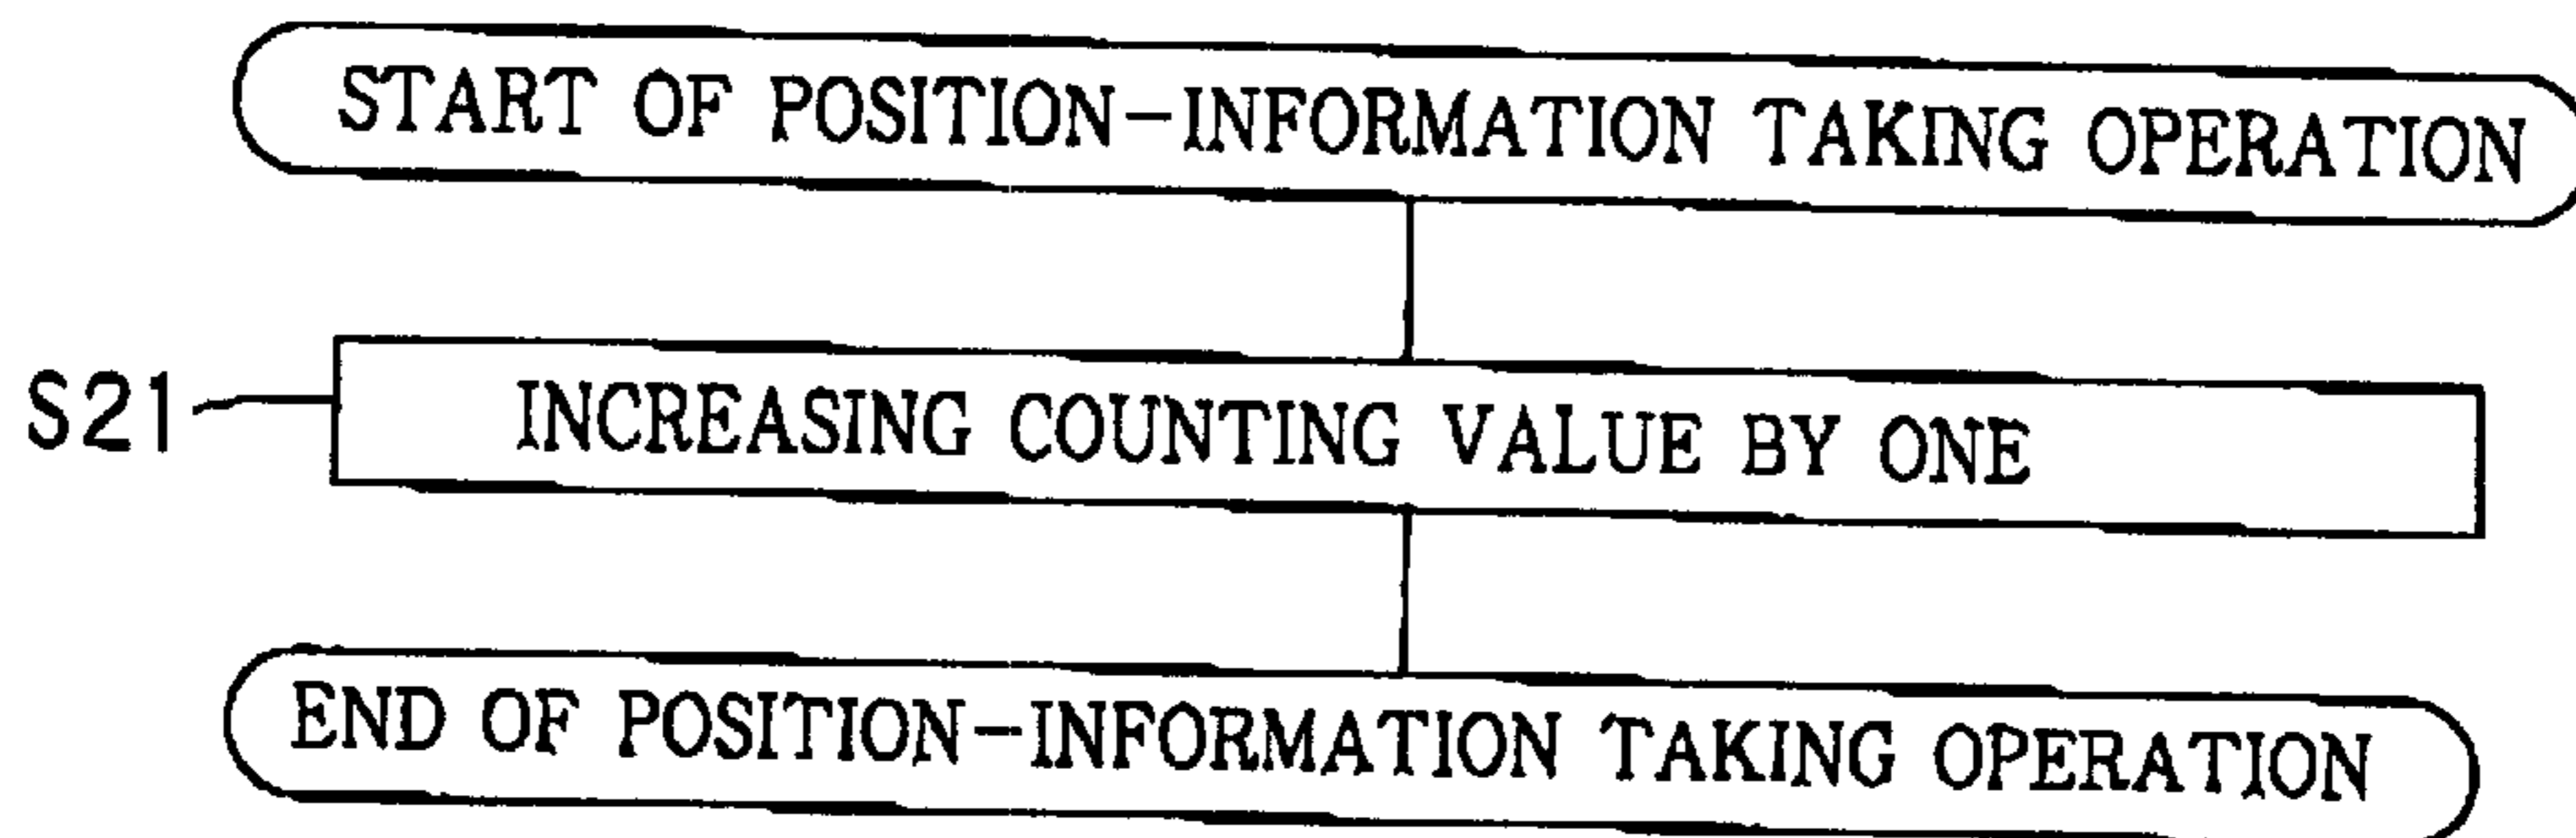 START OF POSITION-INFORMATION TAKING OPERATION
S21 INCREASING COUNTING VALUE BY ONE
END OF POSITION-INFORMATION TAKING OPERATION